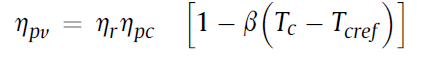 η_pv = η_r η_pc [1 − β(T_c − T_cref)]